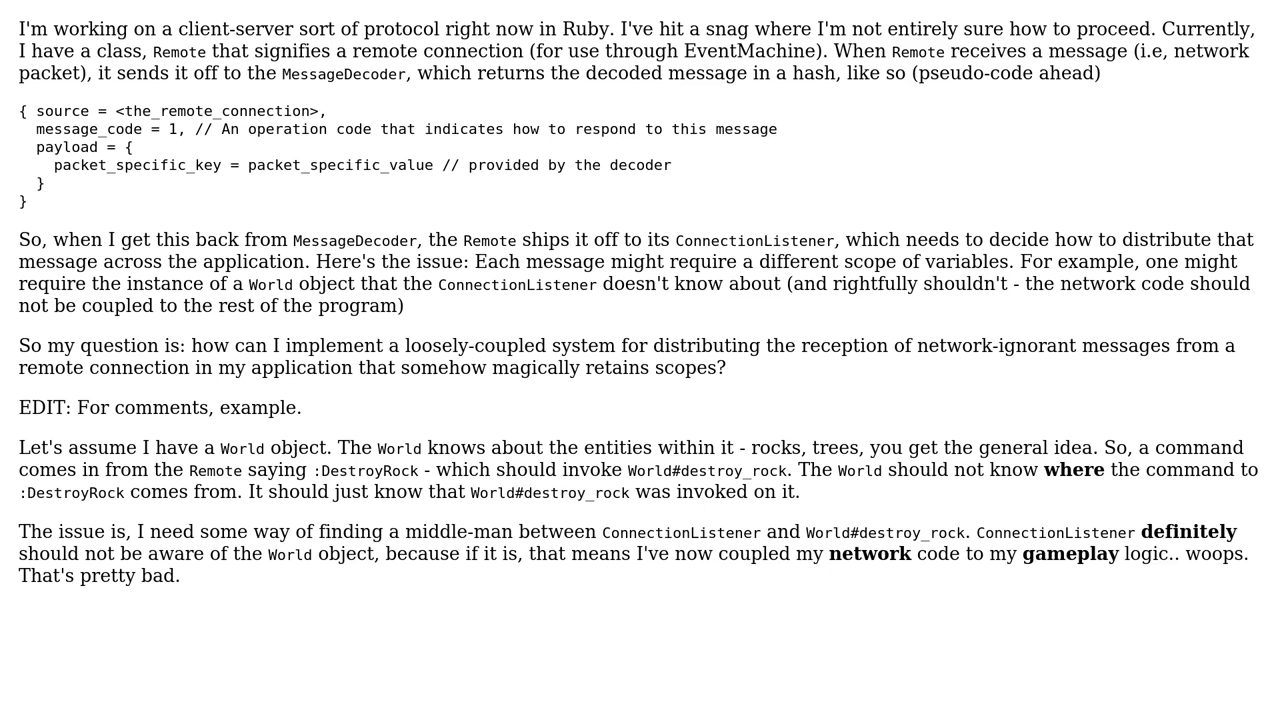 I'm working on a client-server sort of protocol right now in Ruby. I've hit a snag where I'm not entirely sure how to proceed. Currently,
I have a class, Remote that signifies a remote connection (for use through EventMachine). When Remote receives a message (i.e, network
packet), it sends it off to the MessageDecoder, which returns the decoded message in a hash, like so (pseudo-code ahead)
{ source = <the_remote_connection>,
  message_code = 1, // An operation code that indicates how to respond to this message
  payload = {
    packet_specific_key = packet_specific_value // provided by the decoder
  }
}
So, when I get this back from MessageDecoder, the Remote ships it off to its ConnectionListener, which needs to decide how to distribute that
message across the application. Here's the issue: Each message might require a different scope of variables. For example, one might
require the instance of a World object that the ConnectionListener doesn't know about (and rightfully shouldn't - the network code should
not be coupled to the rest of the program)
So my question is: how can I implement a loosely-coupled system for distributing the reception of network-ignorant messages from a
remote connection in my application that somehow magically retains scopes?
EDIT: For comments, example.
Let's assume I have a World object. The World knows about the entities within it - rocks, trees, you get the general idea. So, a command
comes in from the Remote saying :DestroyRock - which should invoke World#destroy_rock. The World should not know where the command to
:DestroyRock comes from. It should just know that World#destroy_rock was invoked on it.
The issue is, I need some way of finding a middle-man between ConnectionListener and World#destroy_rock. ConnectionListener definitely
should not be aware of the World object, because if it is, that means I've now coupled my network code to my gameplay logic.. woops.
That's pretty bad.